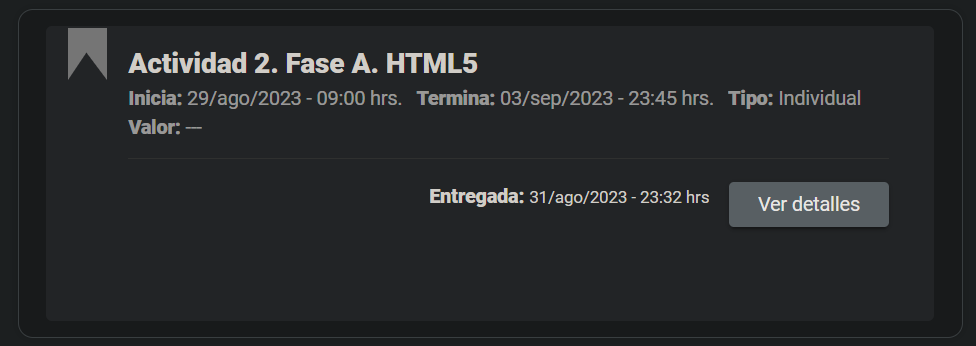 Actividad 2. Fase A. HTML5
Inicia: 29/ago/2023 - 09:00 hrs. Termina: 03/sep/2023 - 23:45 hrs. Tipo: Individual
Valor: ---
Entregada: 31/ago/2023 - 23:32 hrs Ver detalles